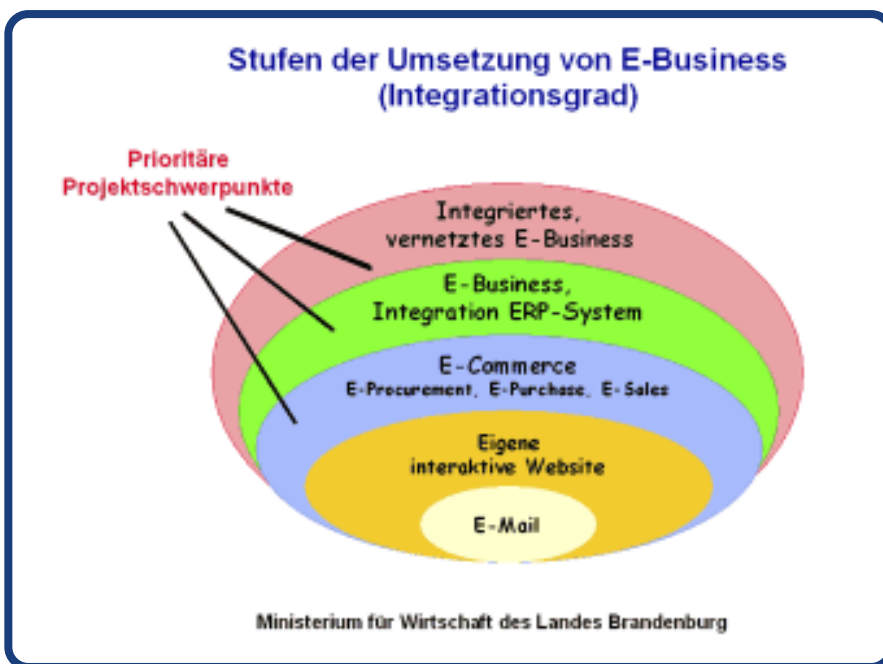 Stufen der Umsetzung von E-Business
(Integrationsgrad)
Prioritäre
Projektschwerpunkte
Integriertes,
vernetztes E-Business
E-Business,
Integration ERP-System
E-Commerce
E-Procurement, E-Purchase, E-Sales
Eigene
interaktive Website
E-Mail
Ministerium für Wirtschaft des Landes Brandenburg